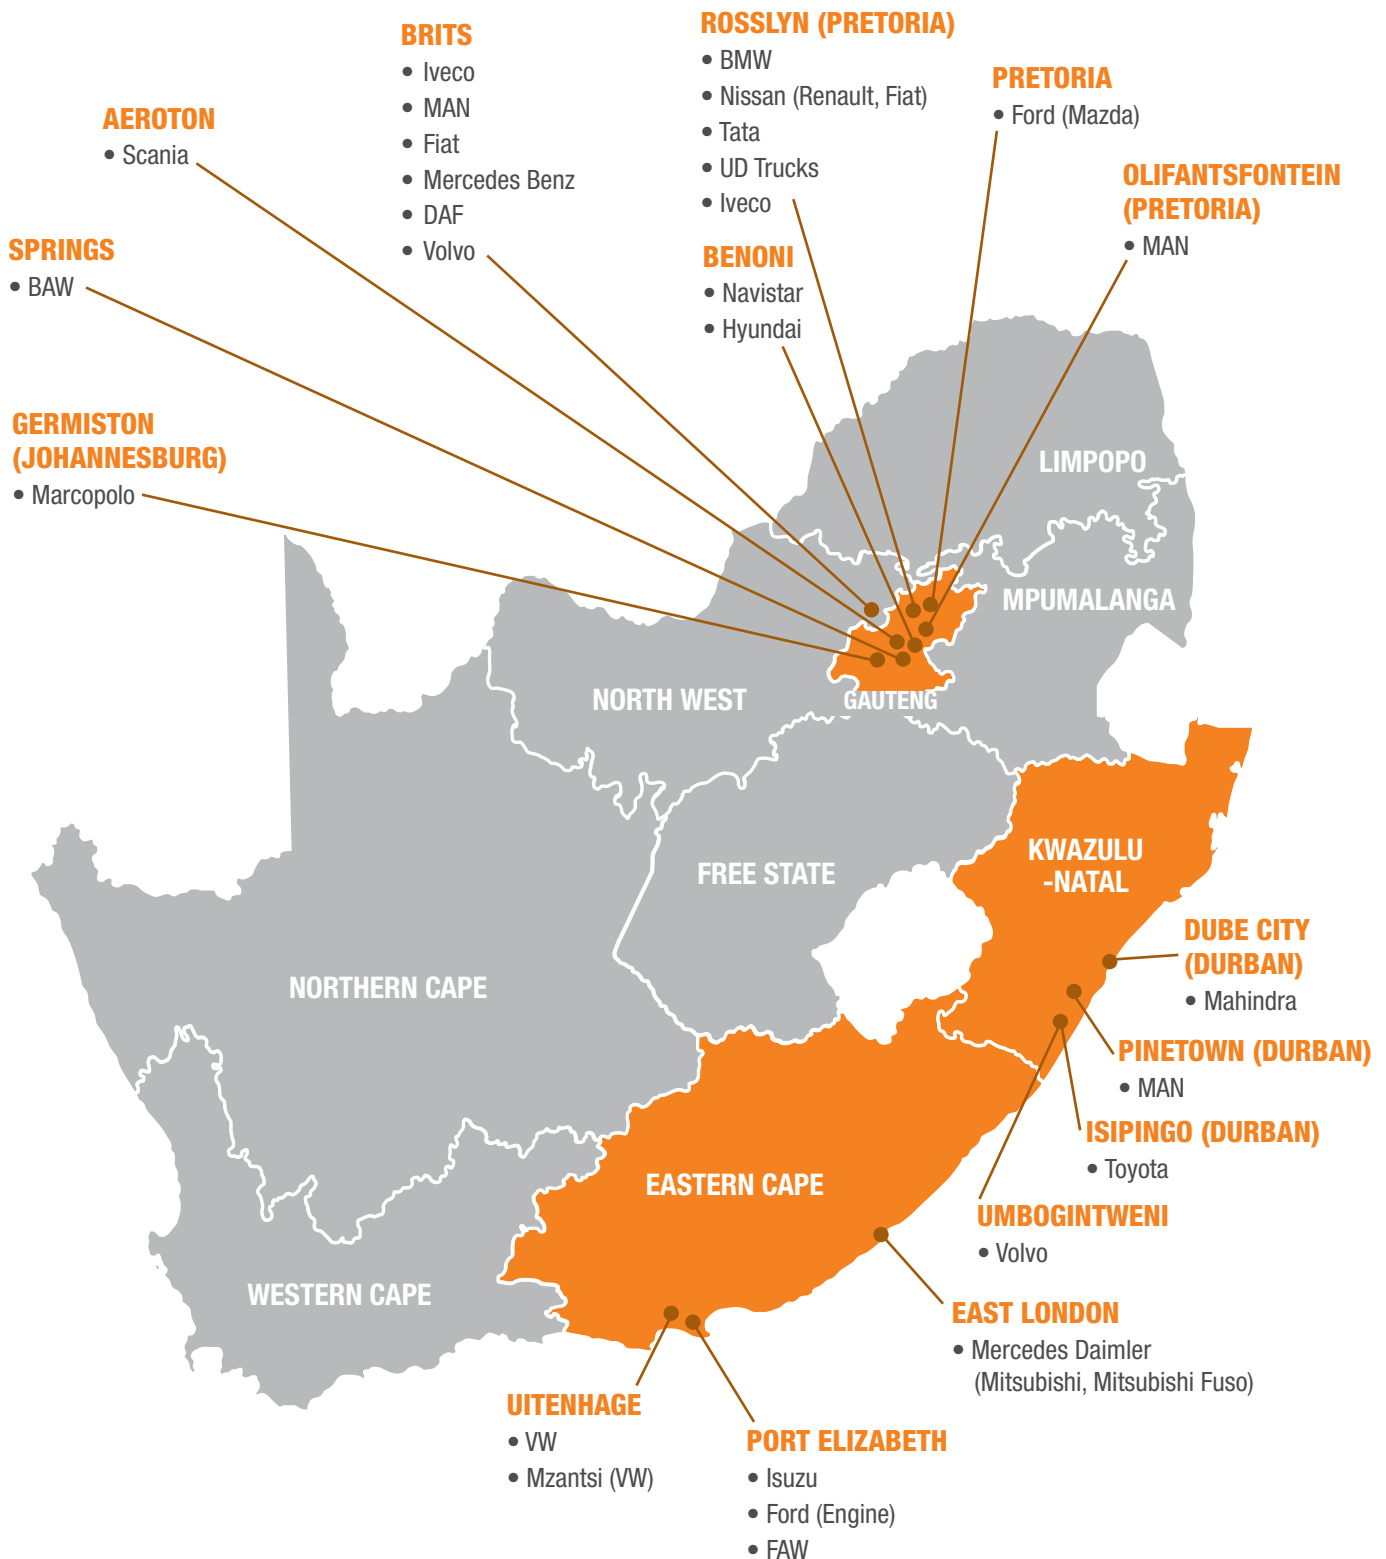 BRITS
• Iveco
• MAN
• Fiat
• Mercedes Benz
• DAF
• Volvo
ROSSLYN (PRETORIA)
• BMW
• Nissan (Renault, Fiat)
• Tata
• UD Trucks
• Iveco
PRETORIA
• Ford (Mazda)
AEROTON
• Scania
OLIFANTSFONTEIN
(PRETORIA)
• MAN
SPRINGS
• BAW
BENONI
• Navistar
• Hyundai
GERMISTON
(JOHANNESBURG)
• Marcopolo
LIMPOPO
MPUMALANGA
NORTH WEST
GAUTENG
FREE STATE
KWAZULU
-NATAL
NORTHERN CAPE
DUBE CITY
(DURBAN)
• Mahindra
PINETOWN (DURBAN)
• MAN
ISIPINGO (DURBAN)
• Toyota
EASTERN CAPE
UMBOGINTWENI
• Volvo
WESTERN CAPE
EAST LONDON
• Mercedes Daimler
(Mitsubishi, Mitsubishi Fuso)
UITENHAGE
• VW
• Mzantsi (VW)
PORT ELIZABETH
• Isuzu
• Ford (Engine)
• FAW